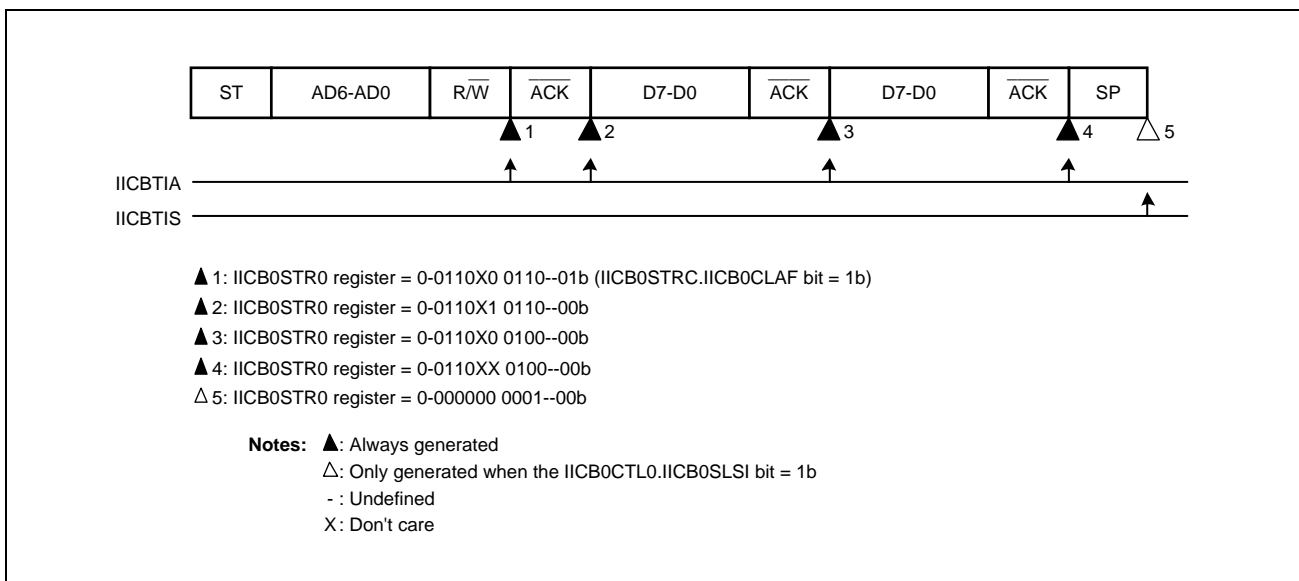 ST AD6-AD0 R/W̅ A̅C̅K̅ D7-D0 A̅C̅K̅ D7-D0 A̅C̅K̅ SP
▲1 ▲2 ▲3 ▲4 △5
IICBTIA
IICBTIS
▲1: IICB0STR0 register = 0-0110X0 0110--01b (IICB0STRC.IICB0CLAF bit = 1b)
▲2: IICB0STR0 register = 0-0110X1 0110--00b
▲3: IICB0STR0 register = 0-0110X0 0100--00b
▲4: IICB0STR0 register = 0-0110XX 0100--00b
△5: IICB0STR0 register = 0-000000 0001--00b
Notes: ▲: Always generated
△: Only generated when the IICB0CTL0.IICB0SLSI bit = 1b
- : Undefined
X: Don't care